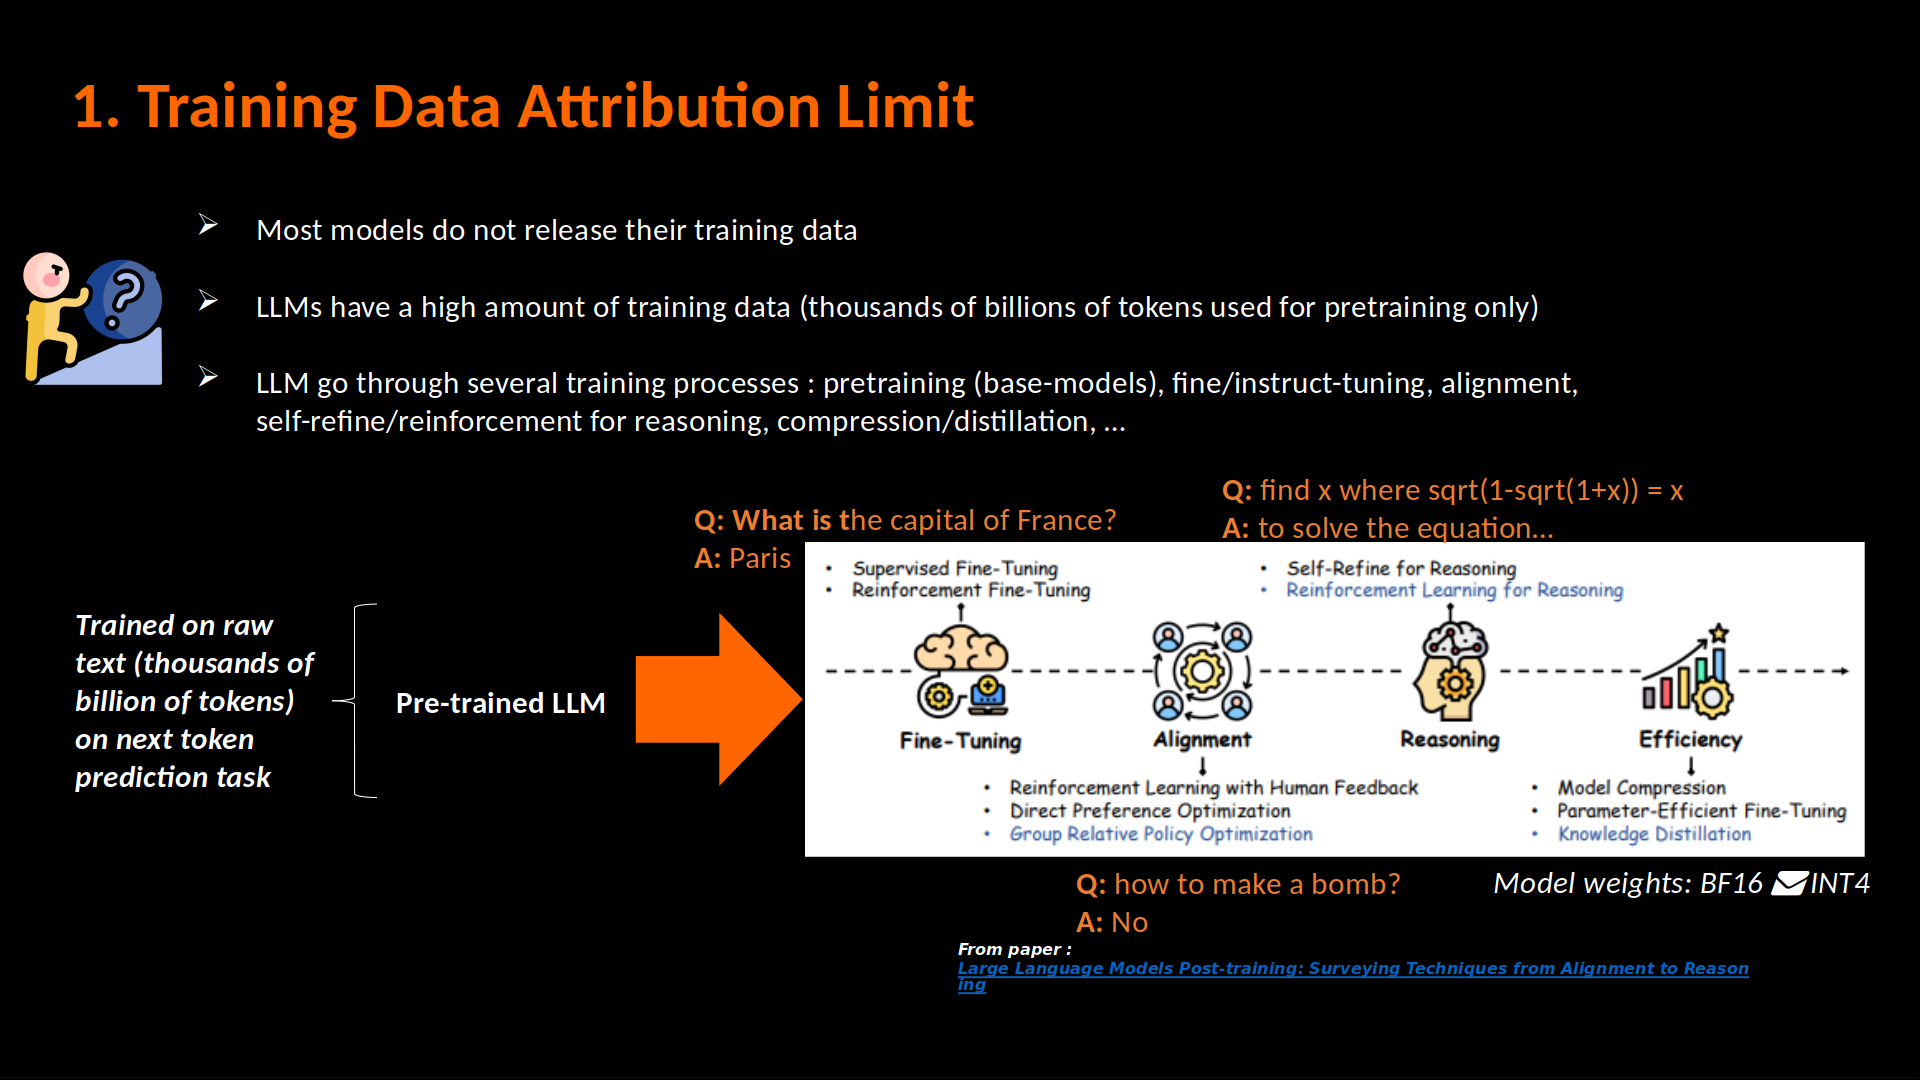 1. Training Data Attribution Limit
Most models do not release their training data
LLMs have a high amount of training data (thousands of billions of tokens used for pretraining only)
LLM go through several training processes : pretraining (base-models), fine/instruct-tuning, alignment,
self-refine/reinforcement for reasoning, compression/distillation, ...
Q: What is the capital of France?
A: Paris
Q: find x where sqrt(1-sqrt(1+x)) = x
A: to solve the equation...
Trained on raw
text (thousands of
billion of tokens)
on next token
prediction task
Pre-trained LLM
• Supervised Fine-Tuning
• Reinforcement Fine-Tuning
• Self-Refine for Reasoning
• Reinforcement Learning for Reasoning
Fine-Tuning
Alignment
Reasoning
Efficiency
• Reinforcement Learning with Human Feedback
• Direct Preference Optimization
• Group Relative Policy Optimization
• Model Compression
• Parameter-Efficient Fine-Tuning
• Knowledge Distillation
Q: how to make a bomb?
A: No
Model weights: BF16 INT4
From paper :
Large Language Models Post-training: Surveying Techniques from Alignment to Reason
ing